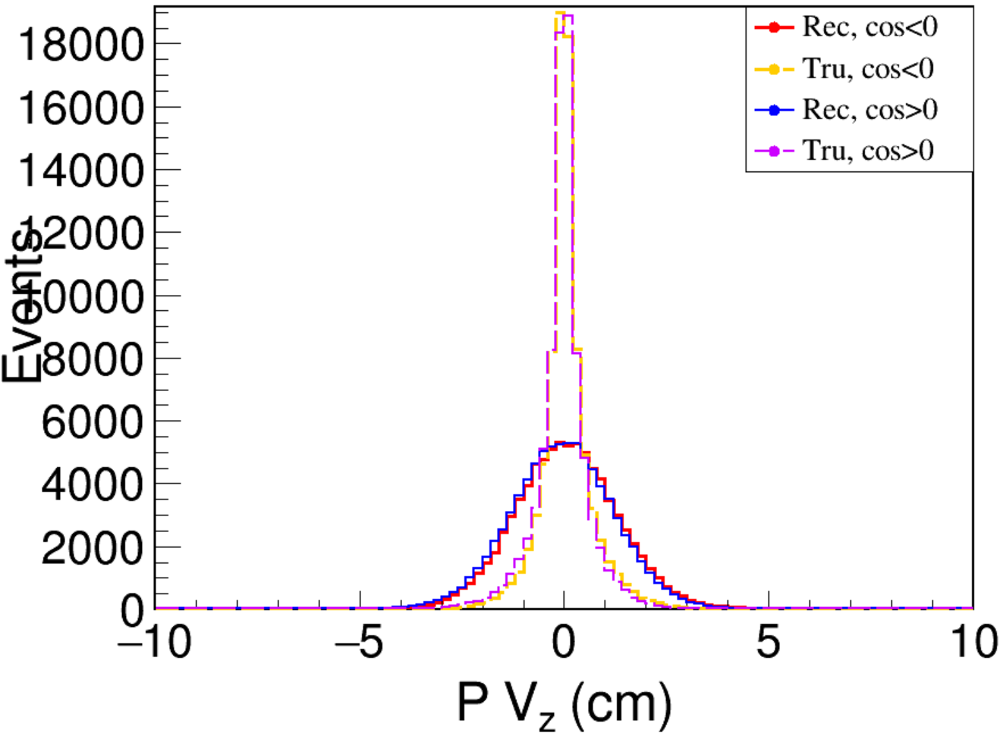 18000
16000
14000
12000
10000
8000
6000
4000
2000
0
Events
−10
−5
0
5
10
P Vz (cm)
Rec, cos<0
Tru, cos<0
Rec, cos>0
Tru, cos>0